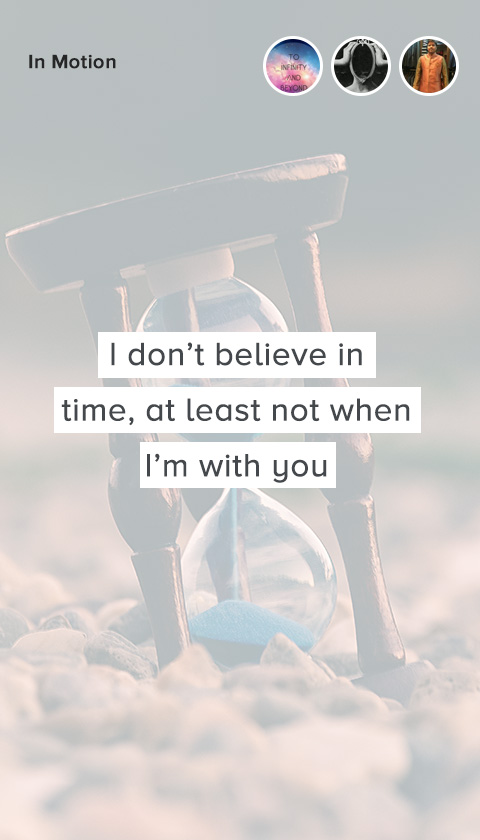 In Motion
TO
INFINITY
AND
BEYOND
I don’t believe in
time, at least not when
I’m with you